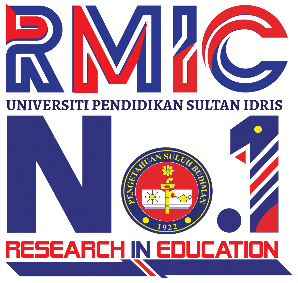 RMIC
UNIVERSITI PENDIDIKAN SULTAN IDRIS
No.1
PENGETAHUAN SULUH BUDIMAN
1922
RESEARCH IN EDUCATION